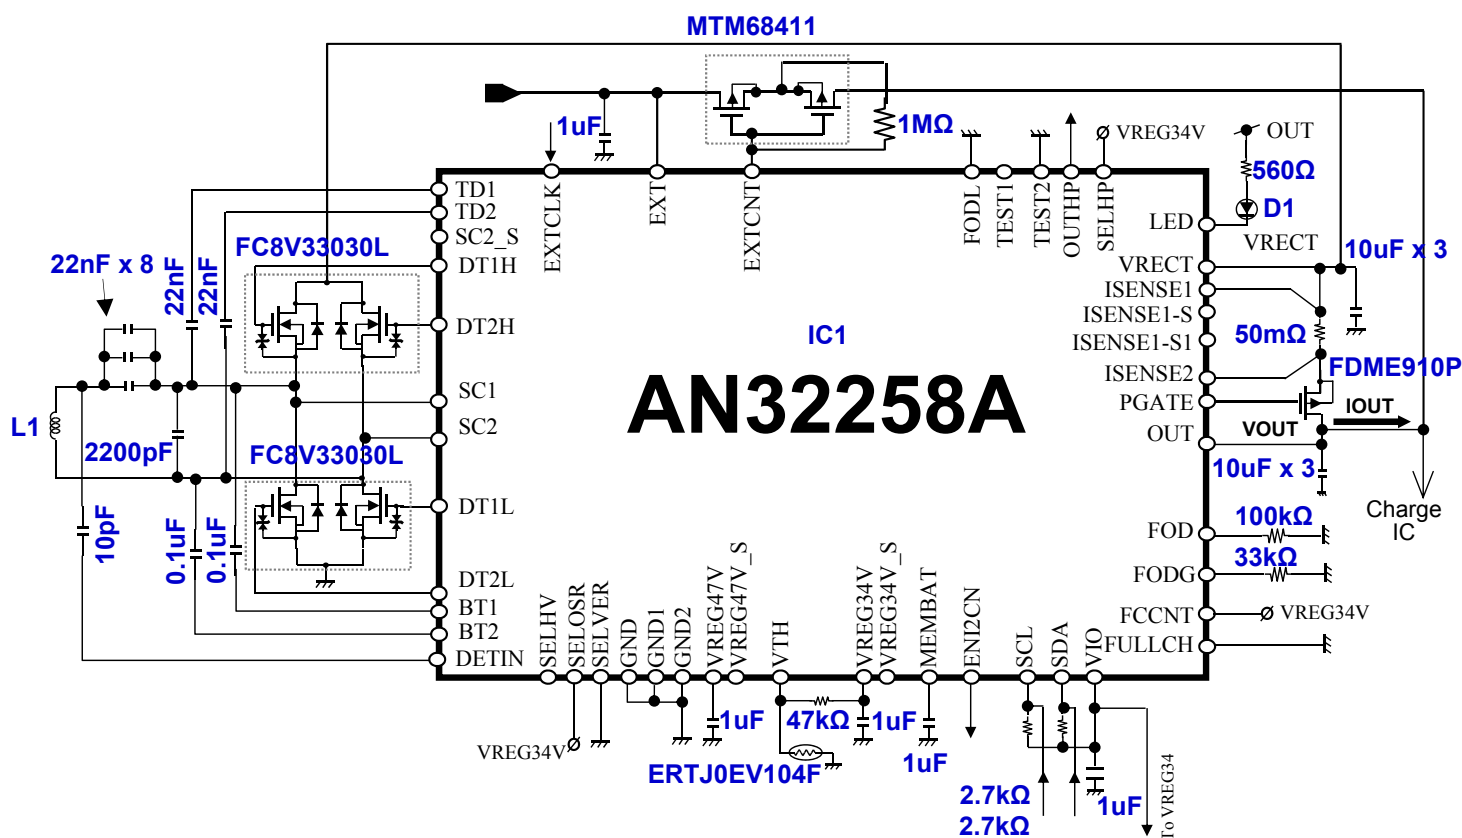 MTM68411
1uF
1MΩ
VREG34V
OUT
560Ω
D1
EXTCLK
EXT
EXTCNT
FODL
TEST1
TEST2
OUTHP
SELHP
TD1
TD2
SC2_S
DT1H
DT2H
SC1
SC2
DT1L
DT2L
BT1
BT2
DETIN
FC8V33030L
22nF x 8
22nF
22nF
L1
2200pF
FC8V33030L
10pF
0.1uF
0.1uF
IC1
AN32258A
LED
VRECT
VRECT
10uF x 3
ISENSE1
ISENSE1-S
ISENSE1-S1
50mΩ
ISENSE2
FDME910P
PGATE
IOUT
OUT
VOUT
10uF x 3
Charge
IC
FOD
100kΩ
33kΩ
FODG
FCCNT
VREG34V
FULLCH
SELHV
SELOSR
SELVER
GND
GND1
GND2
VREG47V
VREG47V_S
VTH
VREG34V
VREG34V_S
MEMBAT
ENI2CN
SCL
SDA
VIO
VREG34V
1uF
47kΩ
1uF
1uF
ERTJ0EV104F
2.7kΩ
2.7kΩ
1uF
To VREG34